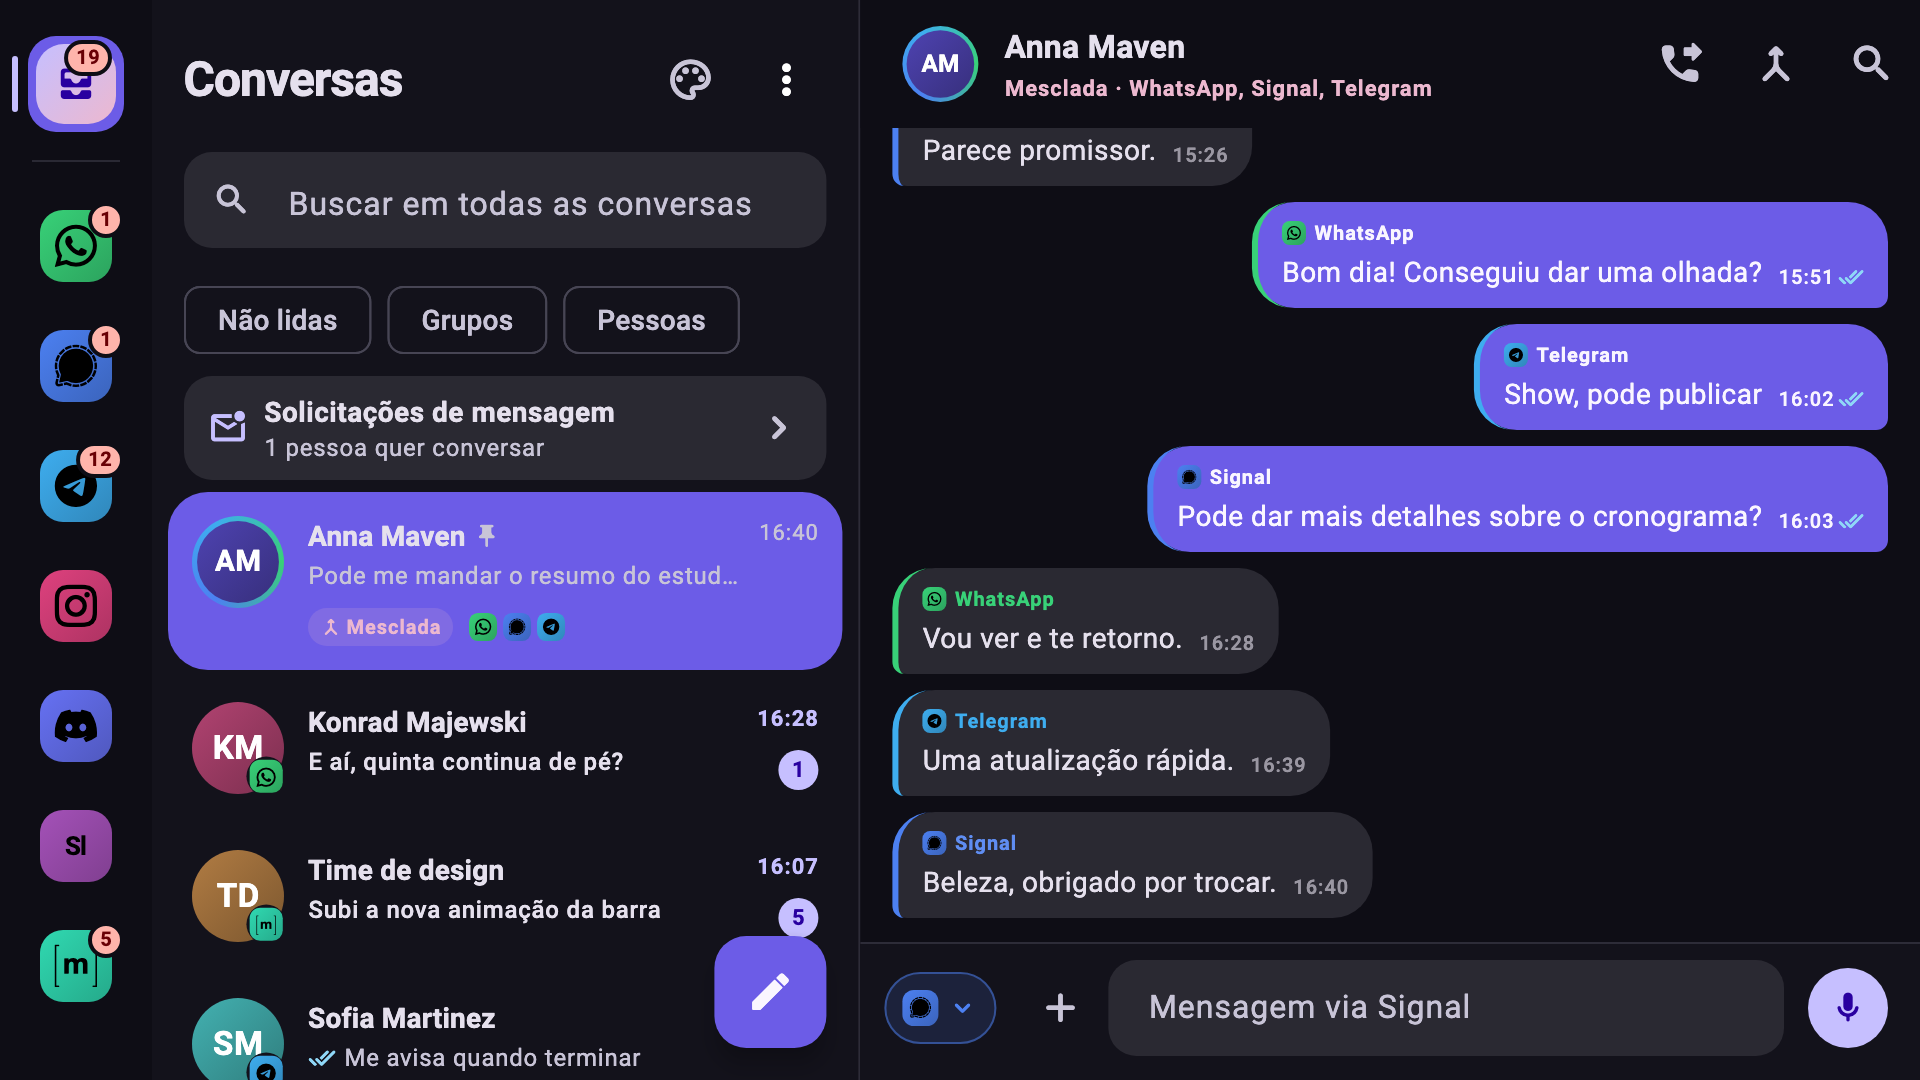 19
1
1
12
Sl
[m]
5
Conversas
Buscar em todas as conversas
Não lidas
Grupos
Pessoas
Solicitações de mensagem
1 pessoa quer conversar
AM
Anna Maven
16:40
Pode me mandar o resumo do estud...
Mesclada
KM
Konrad Majewski
16:28
E aí, quinta continua de pé?
1
TD
[m]
Time de design
16:07
Subi a nova animação da barra
5
SM
Sofia Martinez
Me avisa quando terminar
AM
Anna Maven
Mesclada · WhatsApp, Signal, Telegram
Parece promissor. 15:26
WhatsApp
Bom dia! Conseguiu dar uma olhada? 15:51
Telegram
Show, pode publicar 16:02
Signal
Pode dar mais detalhes sobre o cronograma? 16:03
WhatsApp
Vou ver e te retorno. 16:28
Telegram
Uma atualização rápida. 16:39
Signal
Beleza, obrigado por trocar. 16:40
Mensagem via Signal